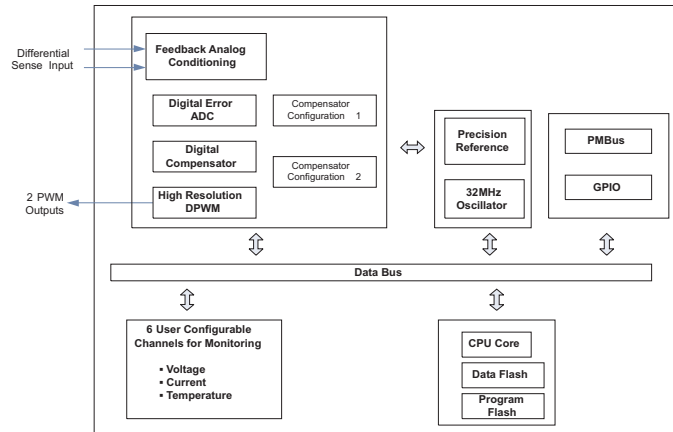 Differential
Sense Input
Feedback Analog
Conditioning
Digital Error
ADC
Compensator
Configuration 1
Digital
Compensator
Compensator
Configuration 2
2 PWM
Outputs
High Resolution
DPWM
Precision
Reference
32MHz
Oscillator
PMBus
GPIO
Data Bus
6 User Configurable
Channels for Monitoring
▪ Voltage
▪ Current
▪ Temperature
CPU Core
Data Flash
Program
Flash